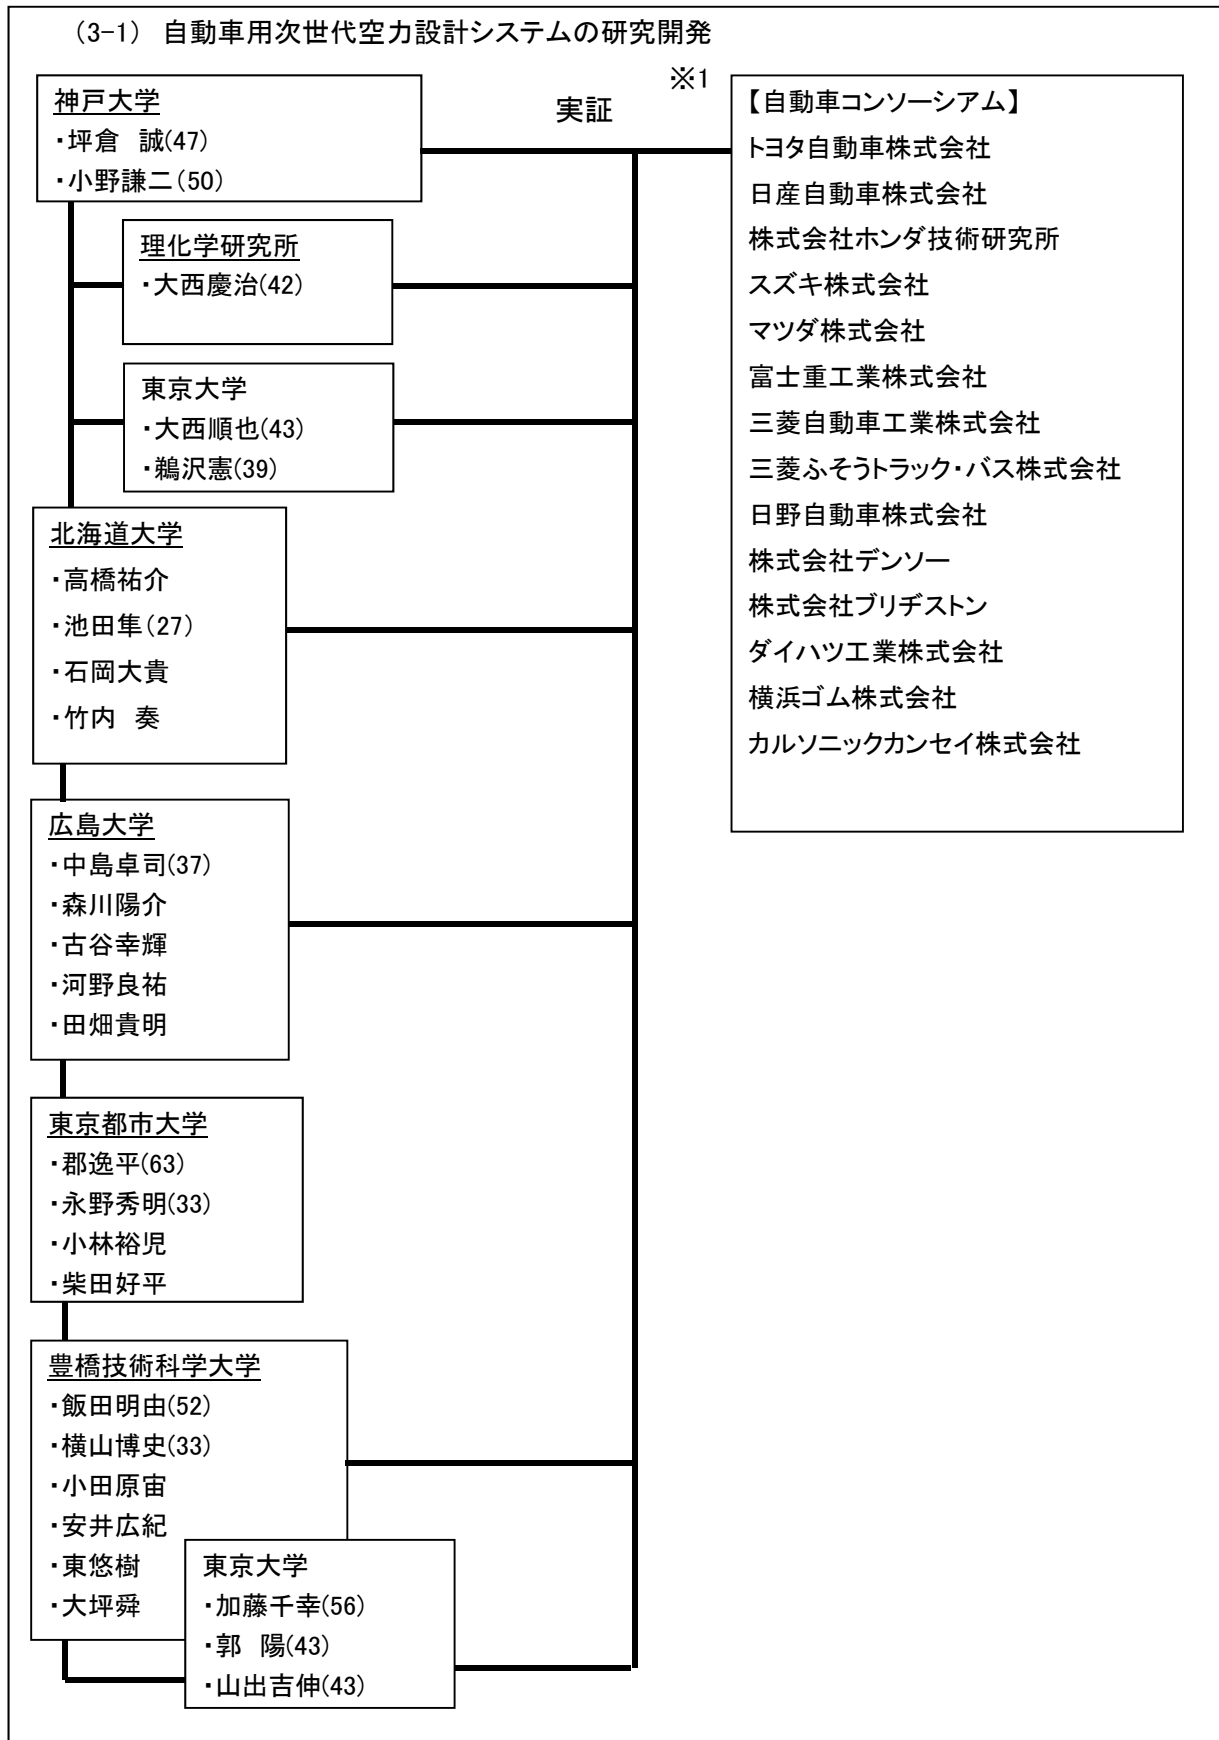 (3-1) 自動車用次世代空力設計システムの研究開発
神戸大学
・坪倉 誠(47)
・小野謙二(50)
実証
※1
【自動車コンソーシアム】
トヨタ自動車株式会社
日産自動車株式会社
株式会社ホンダ技術研究所
スズキ株式会社
マツダ株式会社
富士重工業株式会社
三菱自動車工業株式会社
三菱ふそうトラック・バス株式会社
日野自動車株式会社
株式会社デンソー
株式会社ブリヂストン
ダイハツ工業株式会社
横浜ゴム株式会社
カルソニックカンセイ株式会社
理化学研究所
・大西慶治(42)
東京大学
・大西順也(43)
・鵜沢憲(39)
北海道大学
・高橋祐介
・池田隼(27)
・石岡大貴
・竹内 奏
広島大学
・中島卓司(37)
・森川陽介
・古谷幸輝
・河野良祐
・田畑貴明
東京都市大学
・郡逸平(63)
・永野秀明(33)
・小林裕児
・柴田好平
豊橋技術科学大学
・飯田明由(52)
・横山博史(33)
・小田原宙
・安井広紀
・東悠樹
・大坪舜
東京大学
・加藤千幸(56)
・郭 陽(43)
・山出吉伸(43)